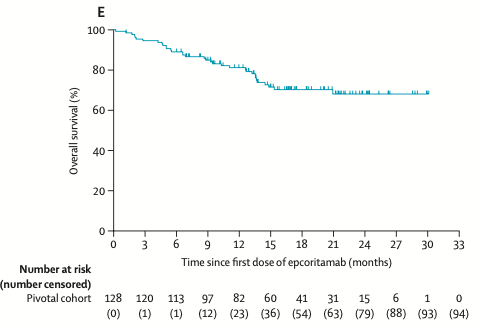 E
100
80
60
40
20
0
Overall survival (%)
0 3 6 9 12 15 18 21 24 27 30 33
Time since first dose of epcoritamab (months)
Number at risk
(number censored)
Pivotal cohort 128 120 113 97 82 60 41 31 15 6 1 0
(0) (1) (1) (12) (23) (36) (54) (63) (79) (88) (93) (94)